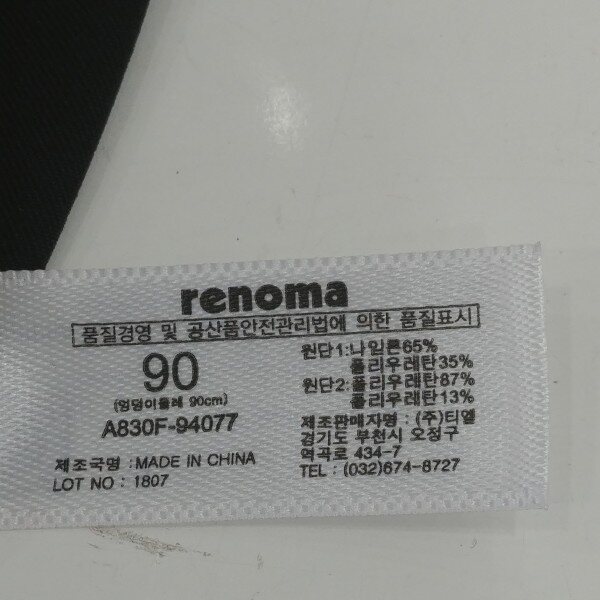 renoma
품질경영 및 공산품안전관리법에 의한 품질표시
90
(엉덩이둘레 90cm)
A830F-94077
제조국명 : MADE IN CHINA
LOT NO : 1807
원단1:나일론65%
폴리우레탄35%
원단2:폴리우레탄87%
폴리우레탄13%
제조판매자명 : (주)티엘
경기도 부천시 오정구
역곡로 434-7
TEL : (032)674-8727